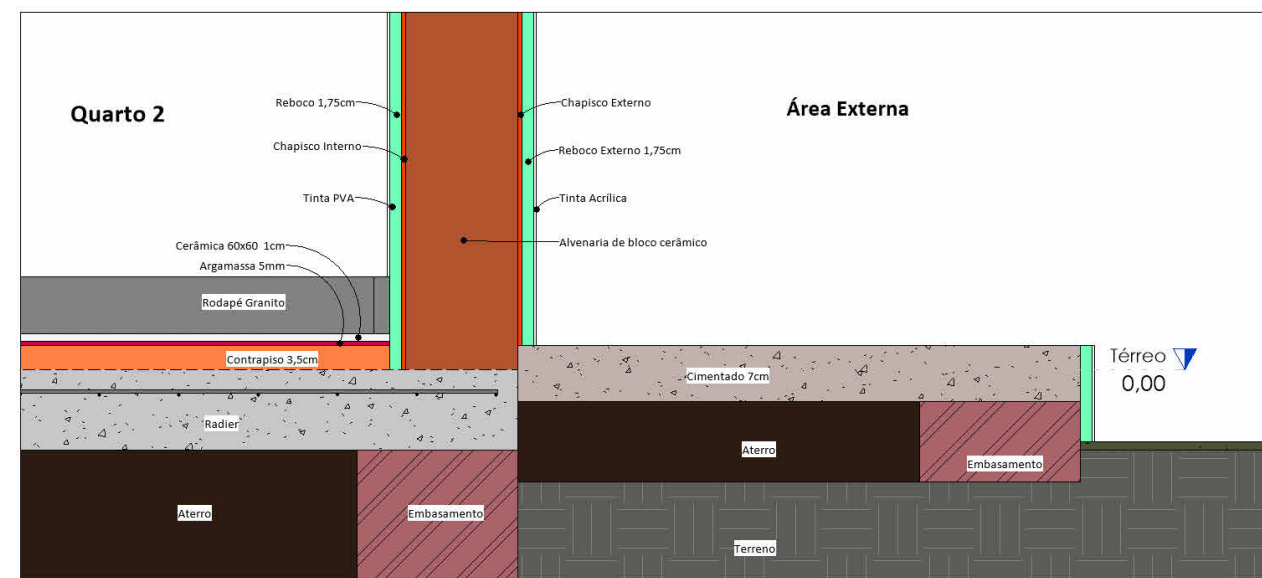 Quarto 2
Área Externa
Reboco 1,75cm
Chapisco Externo
Chapisco Interno
Reboco Externo 1,75cm
Tinta PVA
Tinta Acrílica
Alvenaria de bloco cerâmico
Cerâmica 60x60 1cm
Argamassa 5mm
Rodapé Granito
Contrapiso 3,5cm
Térreo
0,00
Cimentado 7cm
Radier
Aterro
Embasamento
Aterro
Embasamento
Terreno